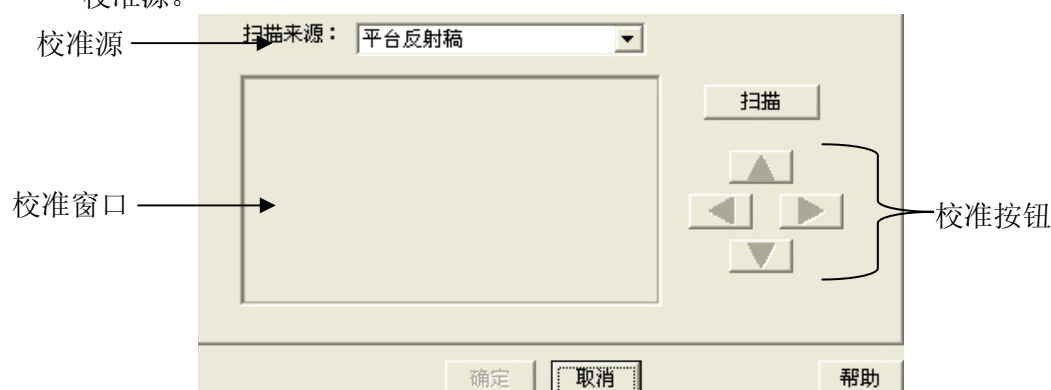 校准源。
校准源
扫描来源：
平台反射稿
扫描
校准窗口
校准按钮
确定
取消
帮助